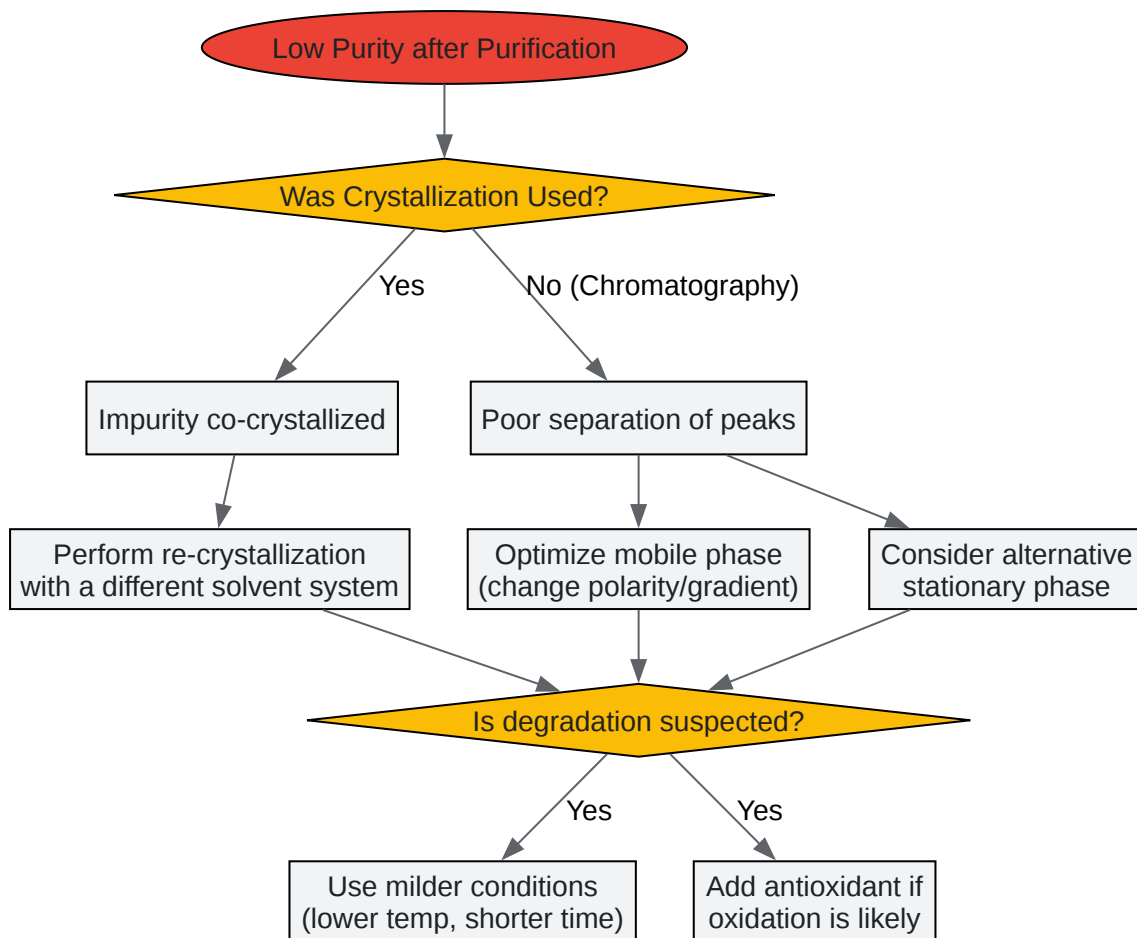 Low Purity after Purification
Was Crystallization Used?
Yes
No (Chromatography)
Impurity co-crystallized
Poor separation of peaks
Perform re-crystallization
with a different solvent system
Optimize mobile phase
(change polarity/gradient)
Consider alternative
stationary phase
Is degradation suspected?
Yes
Yes
Use milder conditions
(lower temp, shorter time)
Add antioxidant if
oxidation is likely